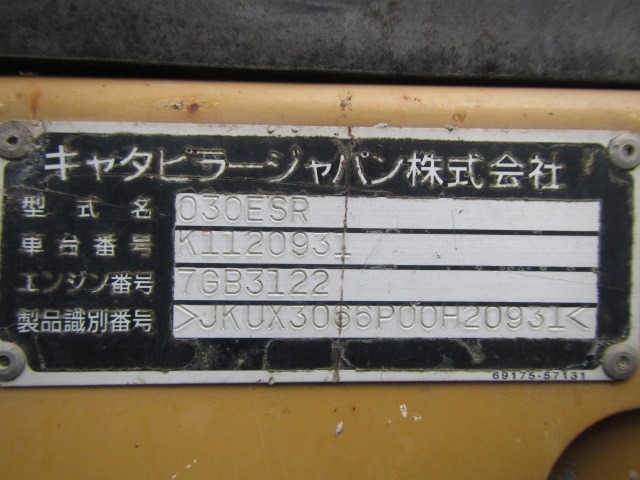 キャタピラージャパン株式会社
型式名 030ESR
車台番号 K1120931
エンジン番号 7GB3122
製品識別番号 >JKUX3066P00H20931<
69175-57131